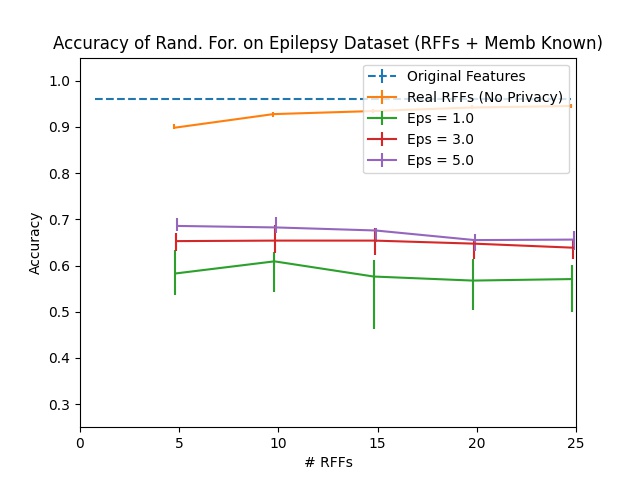 Accuracy of Rand. For. on Epilepsy Dataset (RFFs + Memb Known)
Original Features
Real RFFs (No Privacy)
Eps = 1.0
Eps = 3.0
Eps = 5.0
Accuracy
1.0
0.9
0.8
0.7
0.6
0.5
0.4
0.3
0 5 10 15 20 25
# RFFs